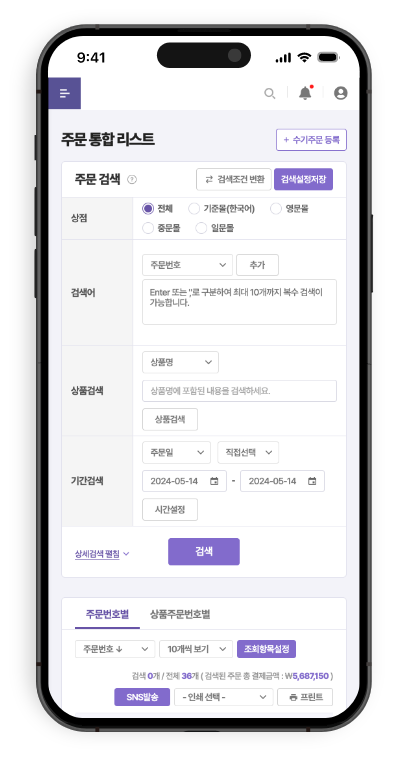 9:41
주문 통합 리스트
+ 수기주문 등록
주문 검색 ?
검색조건 변환 검색설정저장
상점
전체 기준몰(한국어) 영문몰
중문몰 일문몰
검색어
주문번호 추가
Enter 또는 ','로 구분하여 최대 10개까지 복수 검색이
가능합니다.
상품검색
상품명
상품명에 포함된 내용을 검색하세요.
상품검색
기간검색
주문일 직접선택
2024-05-14 - 2024-05-14
시간설정
상세검색 펼침 검색
주문번호별 상품주문번호별
주문번호 ↓ 10개씩 보기 조회항목설정
검색 0개 / 전체 36개 ( 검색된 주문 총 결제금액 : ₩5,687,150 )
SNS발송 - 인쇄 선택 - 프린트